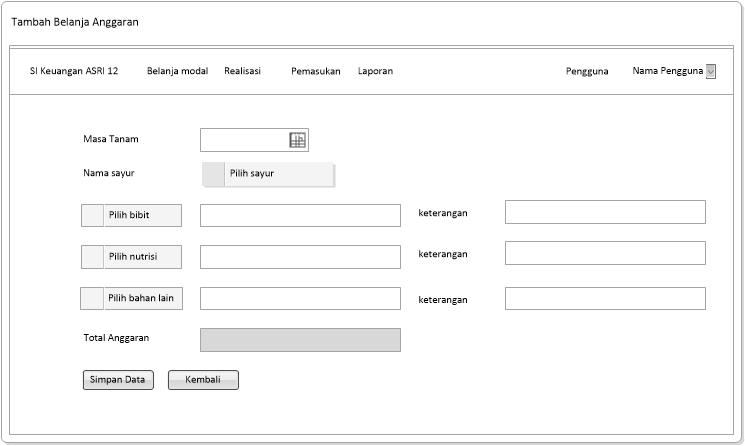 Tambah Belanja Anggaran
SI Keuangan ASRI 12 Belanja modal Realisasi Pemasukan Laporan Pengguna Nama Pengguna
Masa Tanam
Nama sayur Pilih sayur
Pilih bibit keterangan
Pilih nutrisi keterangan
Pilih bahan lain keterangan
Total Anggaran
Simpan Data Kembali